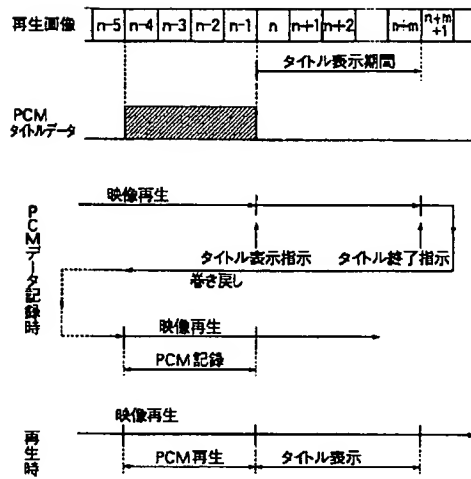 再生画像 n-5 n-4 n-3 n-2 n-1 n n+1 n+2 n+m n+m+1
タイトル表示期間
PCM
タイトルデータ
PCMデータ記録時
映像再生
タイトル表示指示 タイトル終了指示
巻き戻し
映像再生
PCM記録
再生時
映像再生
PCM再生 タイトル表示